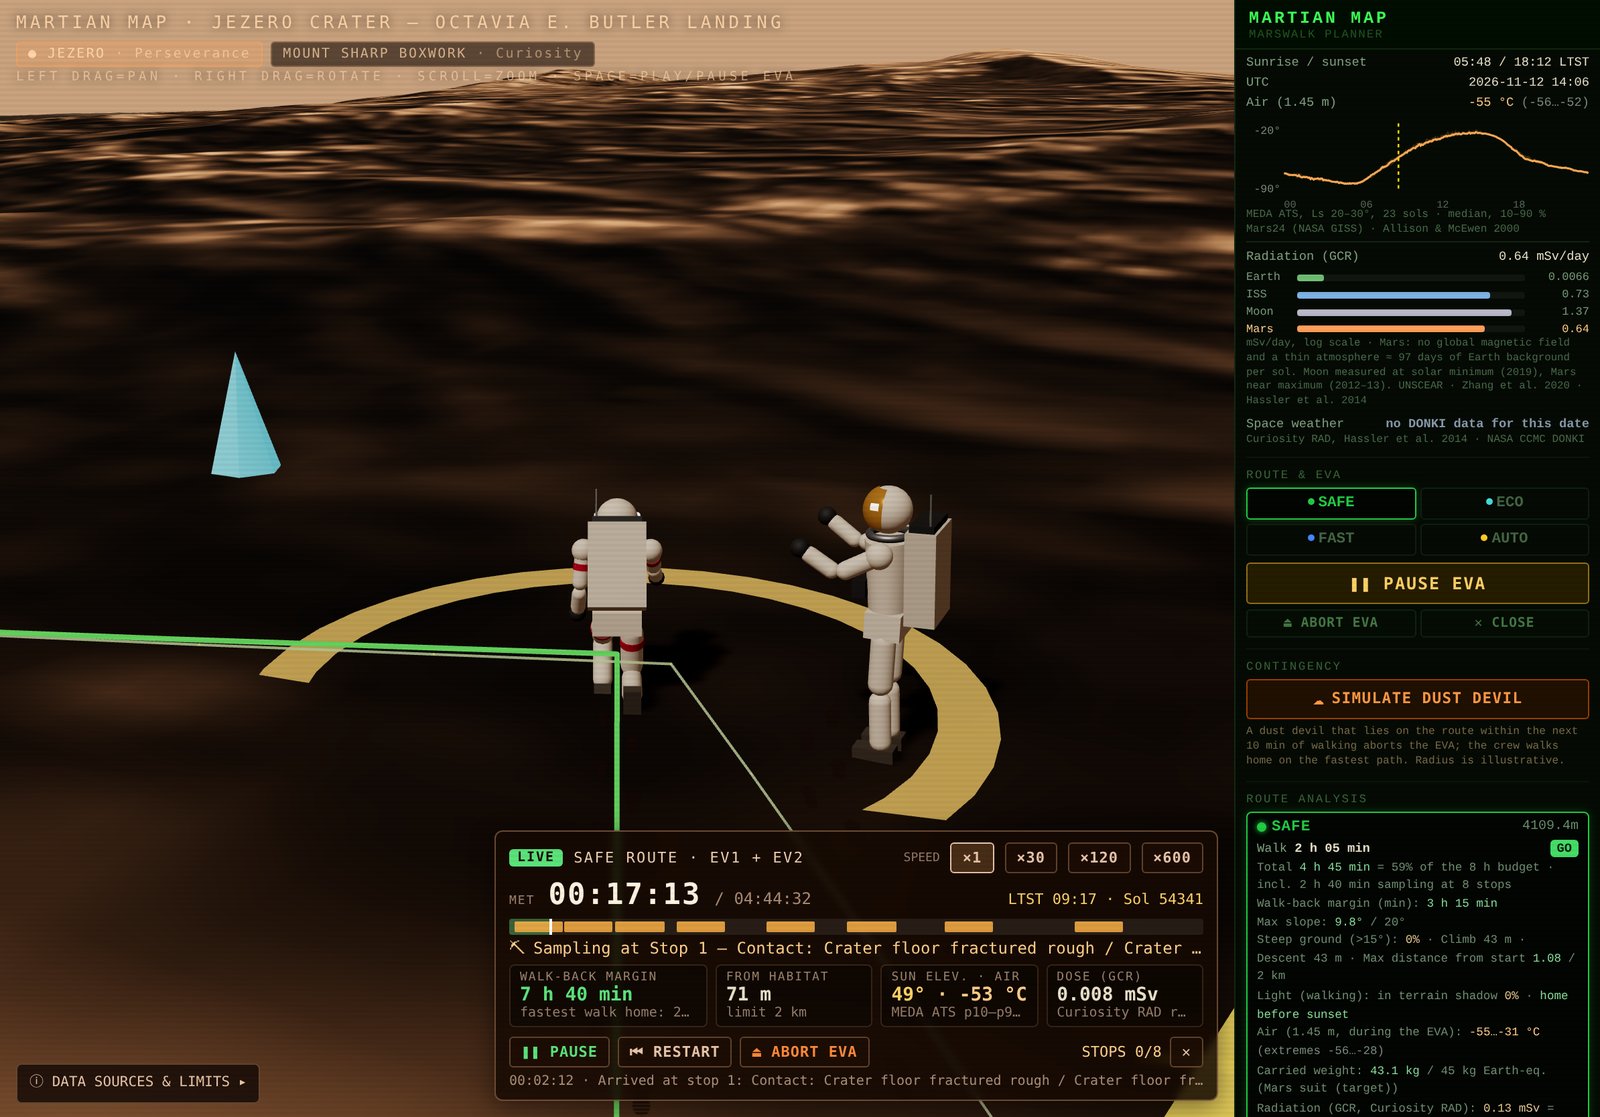 MARTIAN MAP · JEZERO CRATER — OCTAVIA E. BUTLER LANDING
● JEZERO · Perseverance
MOUNT SHARP BOXWORK · Curiosity
LEFT DRAG=PAN · RIGHT DRAG=ROTATE · SCROLL=ZOOM · SPACE=PLAY/PAUSE EVA
LIVE SAFE ROUTE · EV1 + EV2 SPEED ×1 ×30 ×120 ×600
MET 00:17:13 / 04:44:32 LTST 09:17 · Sol 54341
⛏ Sampling at Stop 1 — Contact: Crater floor fractured rough / Crater …
WALK-BACK MARGIN
7 h 40 min
fastest walk home: 2…
FROM HABITAT
71 m
limit 2 km
SUN ELEV. · AIR
49° · -53 °C
MEDA ATS p10–p9…
DOSE (GCR)
0.008 mSv
Curiosity RAD r…
❚❚ PAUSE ⏮ RESTART ⏏ ABORT EVA STOPS 0/8 ×
00:02:12 · Arrived at stop 1: Contact: Crater floor fractured rough / Crater floor fr…
ⓘ DATA SOURCES & LIMITS ▸
MARTIAN MAP
MARSWALK PLANNER
Sunrise / sunset 05:48 / 18:12 LTST
UTC 2026-11-12 14:06
Air (1.45 m) -55 °C (-56…-52)
-20°
-90°
00 06 12 18
MEDA ATS, Ls 20–30°, 23 sols · median, 10–90 %
Mars24 (NASA GISS) · Allison & McEwen 2000
Radiation (GCR) 0.64 mSv/day
Earth 0.0066
ISS 0.73
Moon 1.37
Mars 0.64
mSv/day, log scale · Mars: no global magnetic field
and a thin atmosphere ≈ 97 days of Earth background
per sol. Moon measured at solar minimum (2019), Mars
near maximum (2012–13). UNSCEAR · Zhang et al. 2020 ·
Hassler et al. 2014
Space weather no DONKI data for this date
Curiosity RAD, Hassler et al. 2014 · NASA CCMC DONKI
ROUTE & EVA
● SAFE ● ECO
● FAST ● AUTO
❚❚ PAUSE EVA
⏏ ABORT EVA × CLOSE
CONTINGENCY
☁ SIMULATE DUST DEVIL
A dust devil that lies on the route within the next
10 min of walking aborts the EVA; the crew walks
home on the fastest path. Radius is illustrative.
ROUTE ANALYSIS
● SAFE 4109.4m
Walk 2 h 05 min GO
Total 4 h 45 min = 59% of the 8 h budget ·
incl. 2 h 40 min sampling at 8 stops
Walk-back margin (min): 3 h 15 min
Max slope: 9.8° / 20°
Steep ground (>15°): 0% · Climb 43 m ·
Descent 43 m · Max distance from start 1.08 /
2 km
Light (walking): in terrain shadow 0% · home
before sunset
Air (1.45 m, during the EVA): -55…-31 °C
(extremes -56…-28)
Carried weight: 43.1 kg / 45 kg Earth-eq.
(Mars suit (target))
Radiation (GCR, Curiosity RAD): 0.13 mSv =